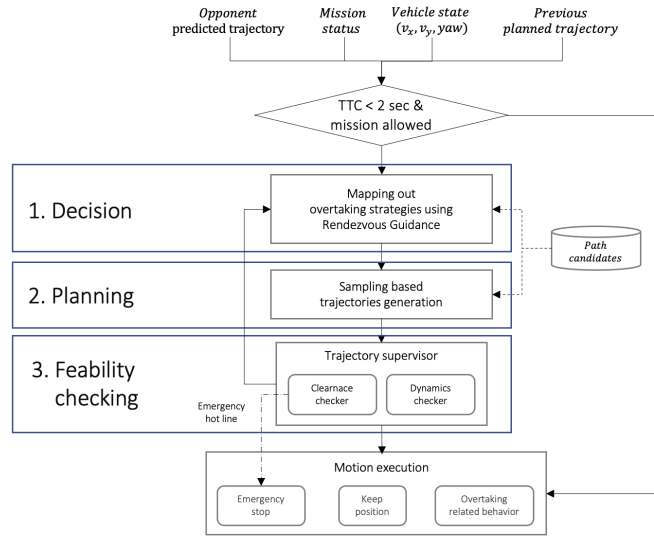 Opponent
predicted trajectory
Mission
status
Vehicle state
(v_x, v_y, yaw)
Previous
planned trajectory
TTC < 2 sec &
mission allowed
1. Decision
Mapping out
overtaking strategies using
Rendezvous Guidance
Path
candidates
2. Planning
Sampling based
trajectories generation
3. Feability
checking
Trajectory supervisor
Clearnace
checker
Dynamics
checker
Emergency
hot line
Motion execution
Emergency
stop
Keep
position
Overtaking
related behavior